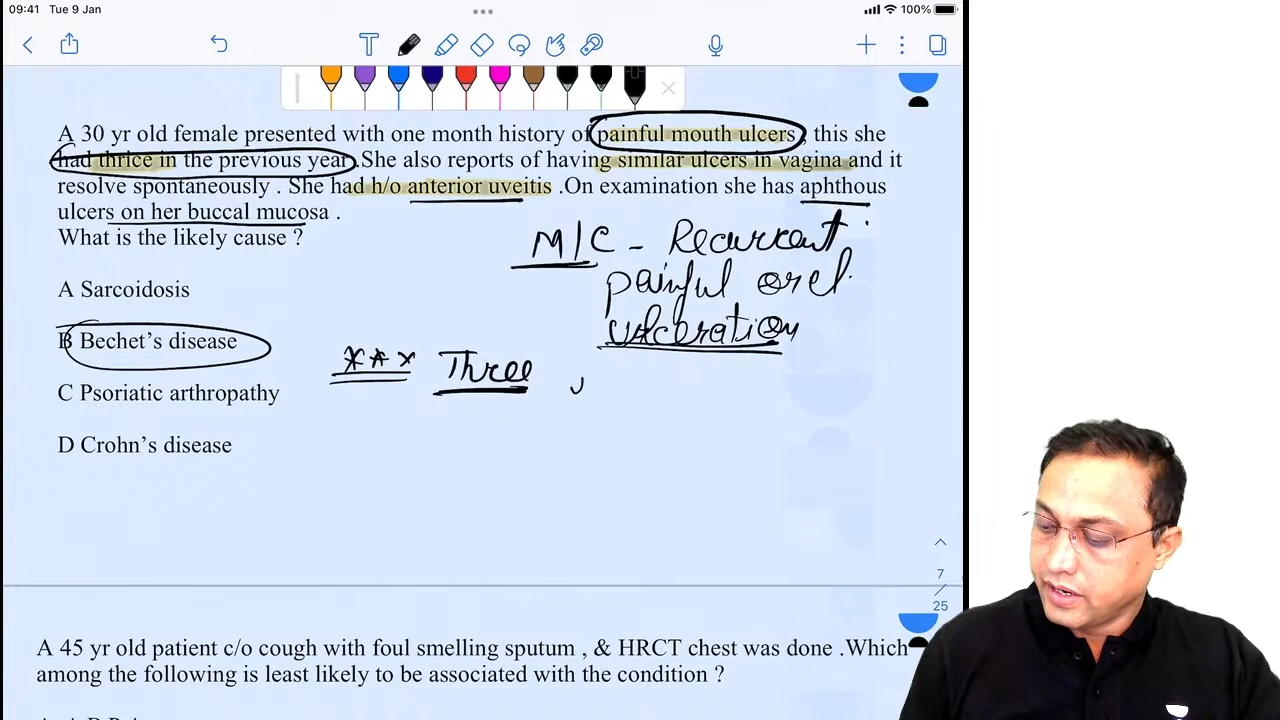 09:41 Tue 9 Jan
100%
A 30 yr old female presented with one month history of painful mouth ulcers , this she
had thrice in the previous year .She also reports of having similar ulcers in vagina and it
resolve spontaneously . She had h/o anterior uveitis .On examination she has aphthous
ulcers on her buccal mucosa .
What is the likely cause ?
M/C - Recurrent
painful oral
ulceration
A Sarcoidosis
B Bechet's disease
*** Three
C Psoriatic arthropathy
D Crohn's disease
7
25
A 45 yr old patient c/o cough with foul smelling sputum , & HRCT chest was done .Which
among the following is least likely to be associated with the condition ?